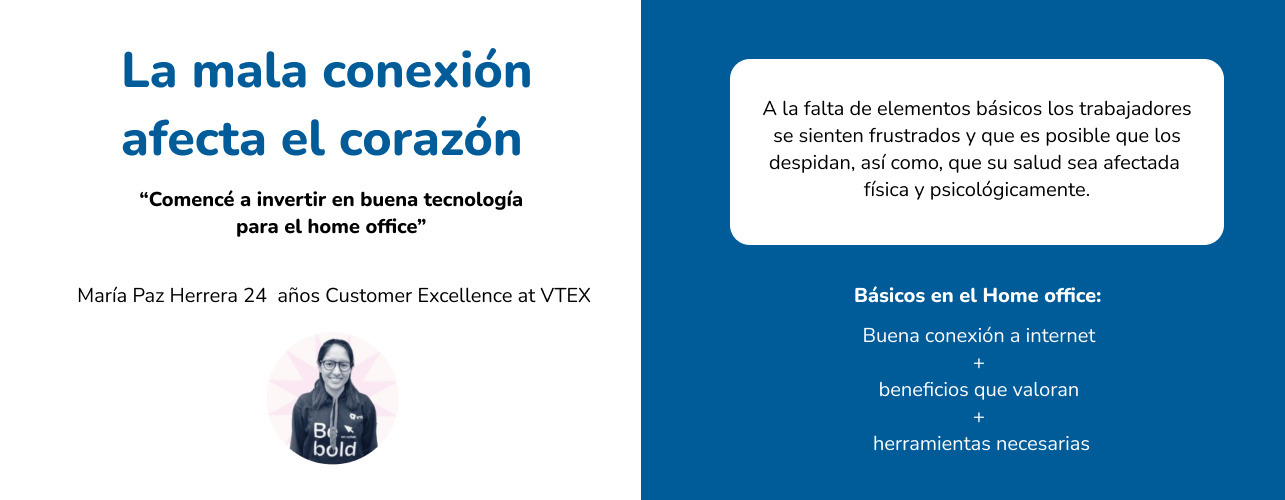 La mala conexión
afecta el corazón
“Comencé a invertir en buena tecnología
para el home office”
María Paz Herrera 24 años Customer Excellence at VTEX
Be
bold
A la falta de elementos básicos los trabajadores
se sienten frustrados y que es posible que los
despidan, así como, que su salud sea afectada
física y psicológicamente.
Básicos en el Home office:
Buena conexión a internet
+
beneficios que valoran
+
herramientas necesarias